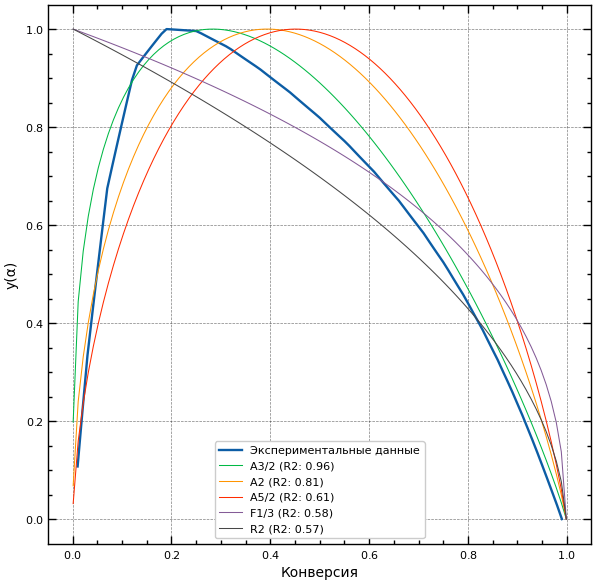 y(α)
1.0
0.8
0.6
0.4
0.2
0.0
Экспериментальные данные
A3/2 (R2: 0.96)
A2 (R2: 0.81)
A5/2 (R2: 0.61)
F1/3 (R2: 0.58)
R2 (R2: 0.57)
0.0 0.2 0.4 0.6 0.8 1.0
Конверсия